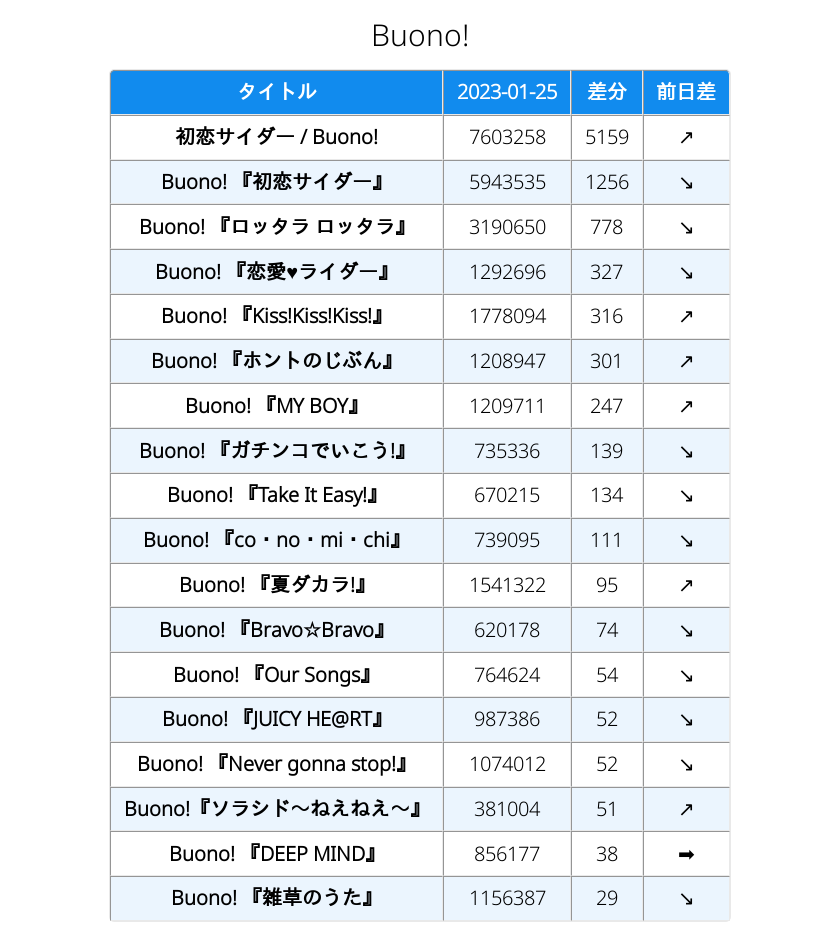 Buono!
タイトル 2023-01-25 差分 前日差
初恋サイダー / Buono! 7603258 5159 ↗
Buono! 『初恋サイダー』 5943535 1256 ↘
Buono! 『ロッタラ ロッタラ』 3190650 778 ↘
Buono! 『恋愛♥ライダー』 1292696 327 ↘
Buono! 『Kiss!Kiss!Kiss!』 1778094 316 ↗
Buono! 『ホントのじぶん』 1208947 301 ↗
Buono! 『MY BOY』 1209711 247 ↗
Buono! 『ガチンコでいこう!』 735336 139 ↘
Buono! 『Take It Easy!』 670215 134 ↘
Buono! 『co・no・mi・chi』 739095 111 ↘
Buono! 『夏ダカラ!』 1541322 95 ↗
Buono! 『Bravo☆Bravo』 620178 74 ↘
Buono! 『Our Songs』 764624 54 ↘
Buono! 『JUICY HE@RT』 987386 52 ↘
Buono! 『Never gonna stop!』 1074012 52 ↘
Buono!『ソラシド～ねえねえ～』 381004 51 ↗
Buono! 『DEEP MIND』 856177 38 ➡
Buono! 『雑草のうた』 1156387 29 ↘